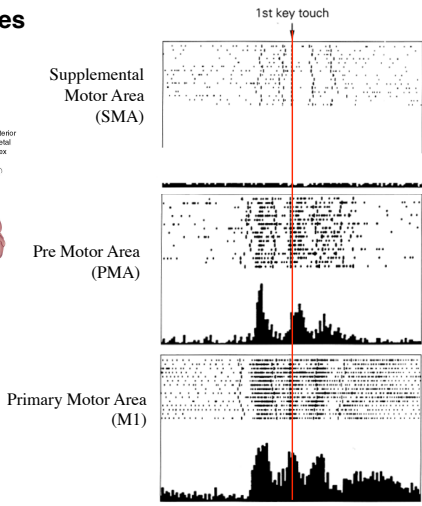 es
1st key touch
Supplemental
Motor Area
(SMA)
Pre Motor Area
(PMA)
Primary Motor Area
(M1)